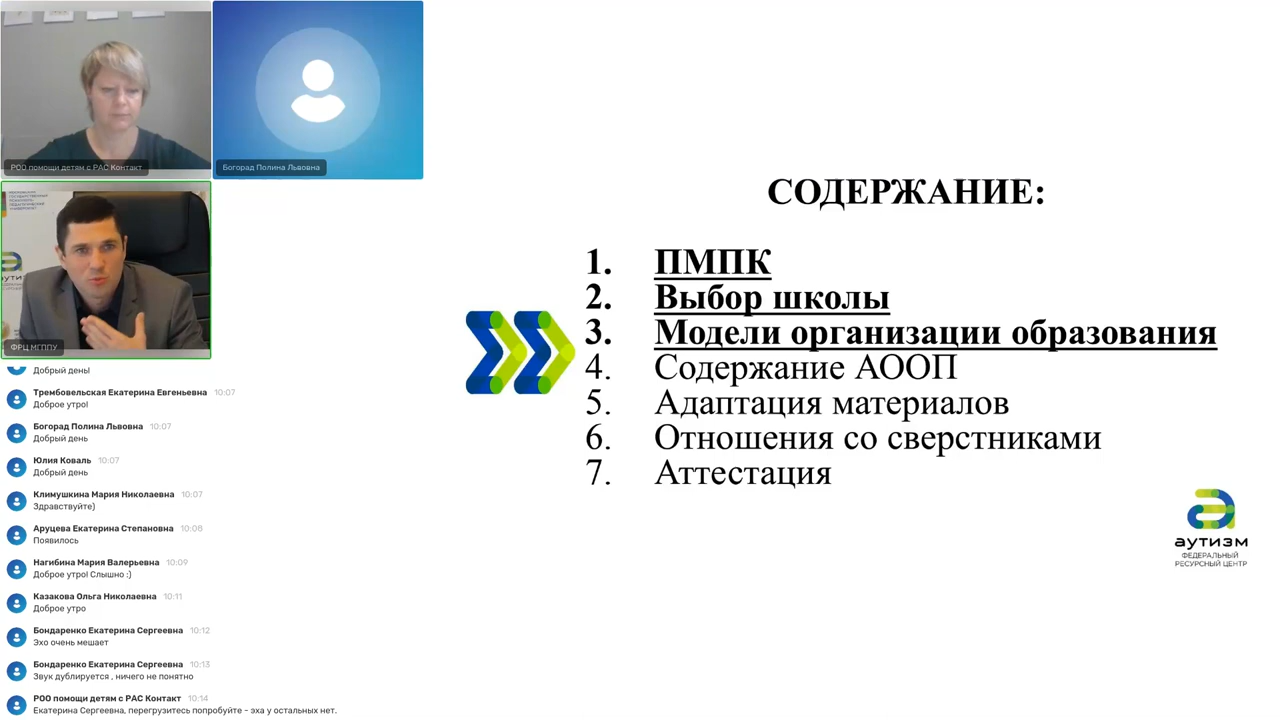 РОО помощи детям с РАС Контакт
Богорад Полина Львовна
ФРЦ МГППУ
Добрый день!
Трембовельская Екатерина Евгеньевна 10:07
Доброе утро!
Богорад Полина Львовна 10:07
Добрый день
Юлия Коваль 10:07
Добрый день
Климушкина Мария Николаевна 10:07
Здравствуйте)
Аруцева Екатерина Степановна 10:08
Появилось
Нагибина Мария Валерьевна 10:09
Доброе утро! Слышно :)
Казакова Ольга Николаевна 10:11
Доброе утро
Бондаренко Екатерина Сергеевна 10:12
Эхо очень мешает
Бондаренко Екатерина Сергеевна 10:13
Звук дублируется , ничего не понятно
РОО помощи детям с РАС Контакт 10:14
Екатерина Сергеевна, перегрузитесь попробуйте - эха у остальных нет.
СОДЕРЖАНИЕ:
1. ПМПК
2. Выбор школы
3. Модели организации образования
4. Содержание АООП
5. Адаптация материалов
6. Отношения со сверстниками
7. Аттестация
аутизм
ФЕДЕРАЛЬНЫЙ
РЕСУРСНЫЙ ЦЕНТР